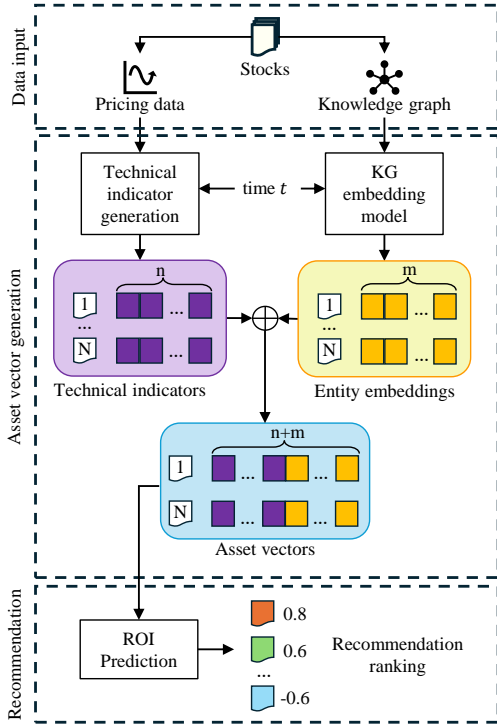 Data input
Stocks
Pricing data
Knowledge graph
Asset vector generation
Technical
indicator
generation
time t
KG
embedding
model
n
1
...
...
N
...
Technical indicators
m
1
...
...
N
...
Entity embeddings
n+m
1
...
...
N
...
...
Asset vectors
Recommendation
ROI
Prediction
0.8
0.6
...
-0.6
Recommendation
ranking